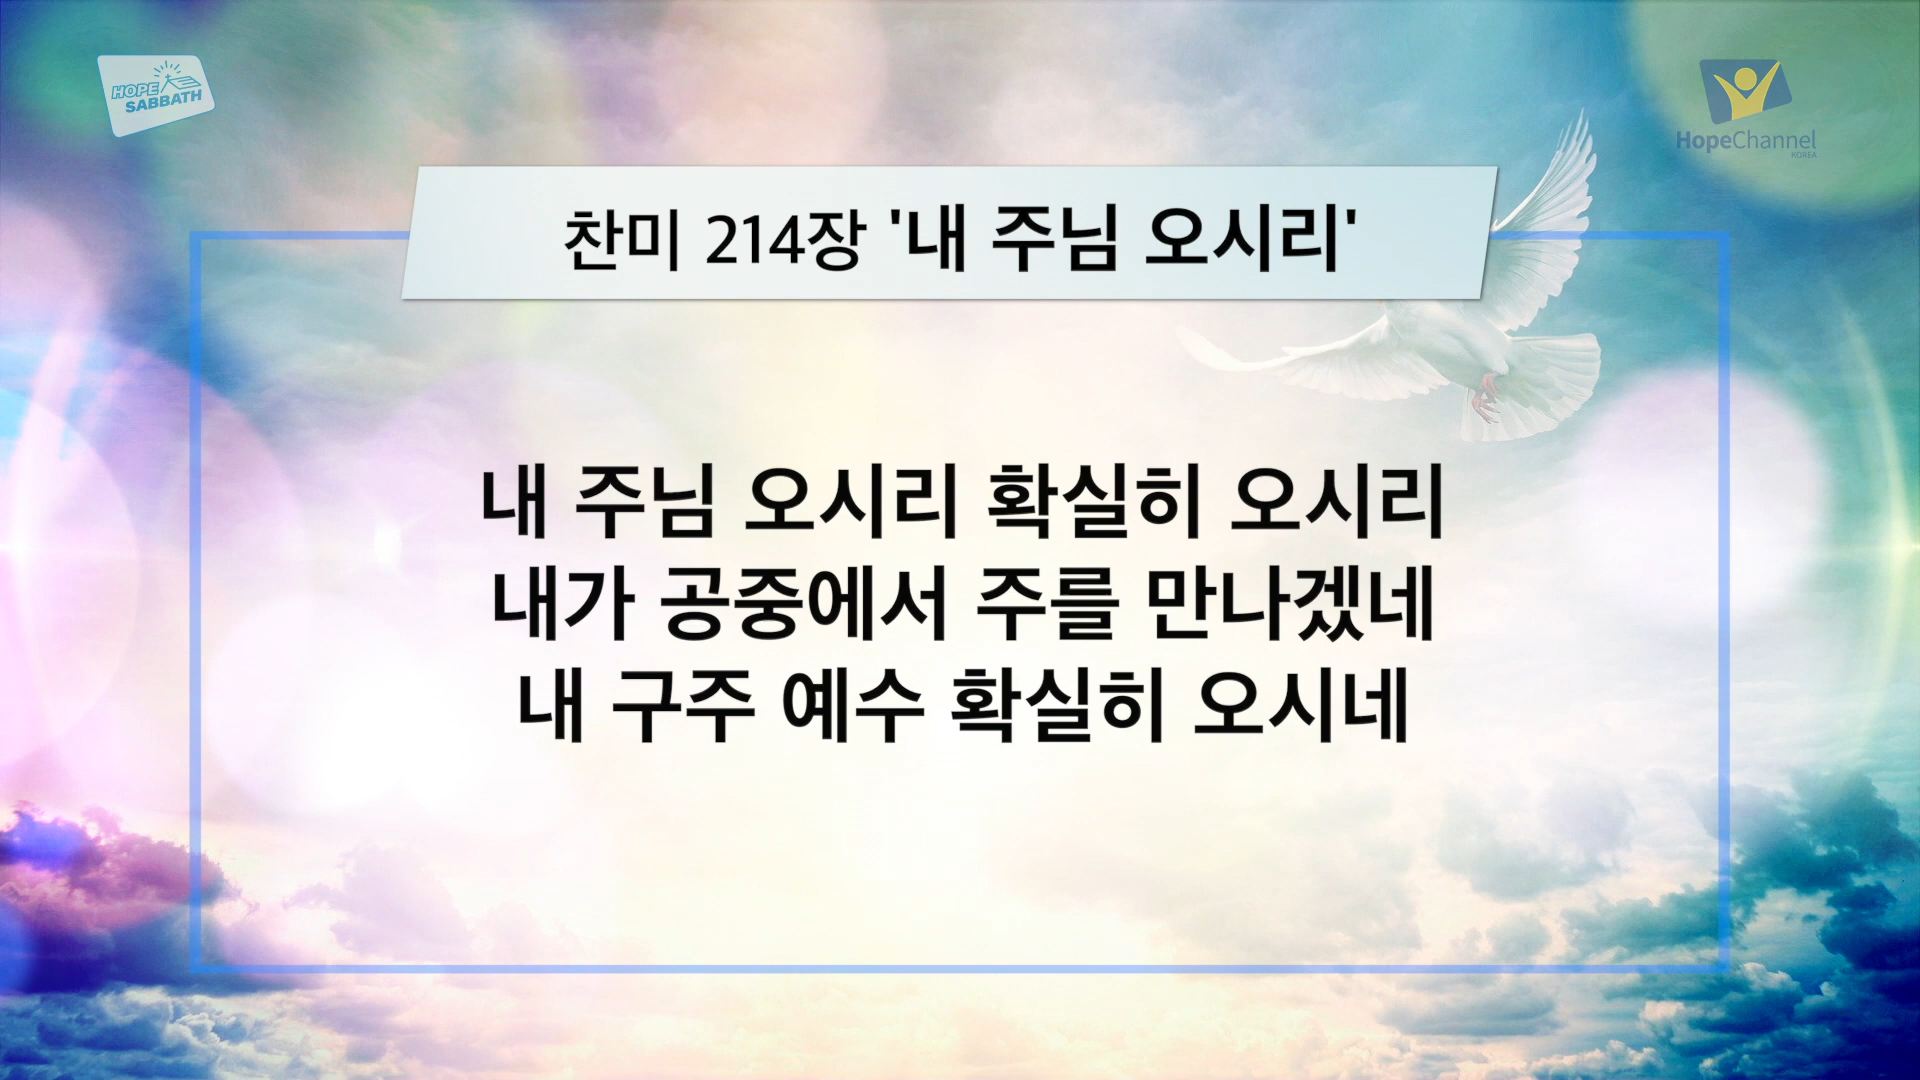 HOPE
SABBATH
HopeChannel
KOREA
찬미 214장 '내 주님 오시리'
내 주님 오시리 확실히 오시리
내가 공중에서 주를 만나겠네
내 구주 예수 확실히 오시네